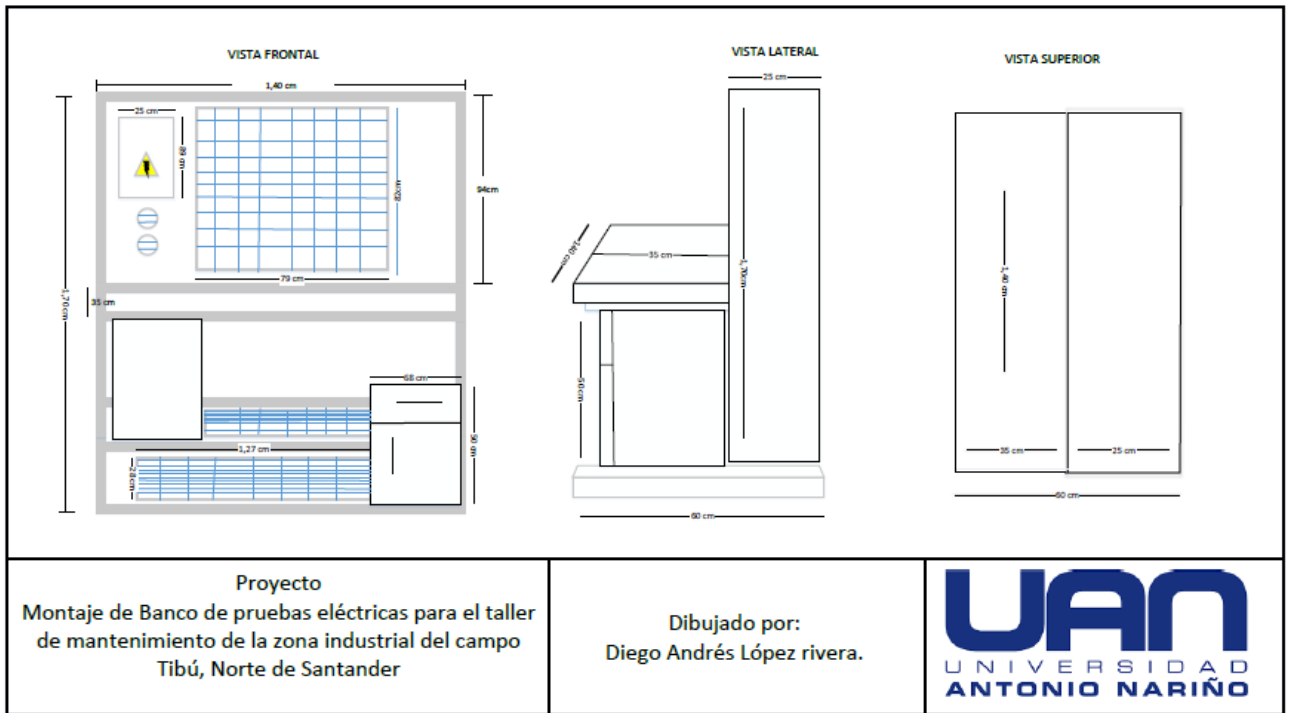 VISTA FRONTAL
1,40 cm
25 cm
39 cm
82cm
94cm
79 cm
1,70cm
35 cm
68 cm
50 cm
1,27 cm
28cm
VISTA LATERAL
25 cm
140 cm
35 cm
1,70cm
50cm
60 cm
VISTA SUPERIOR
1,40 cm
35 cm
25 cm
60 cm
Proyecto
Montaje de Banco de pruebas eléctricas para el taller
de mantenimiento de la zona industrial del campo
Tibú, Norte de Santander
Dibujado por:
Diego Andrés López rivera.
UAN
UNIVERSIDAD
ANTONIO NARIÑO